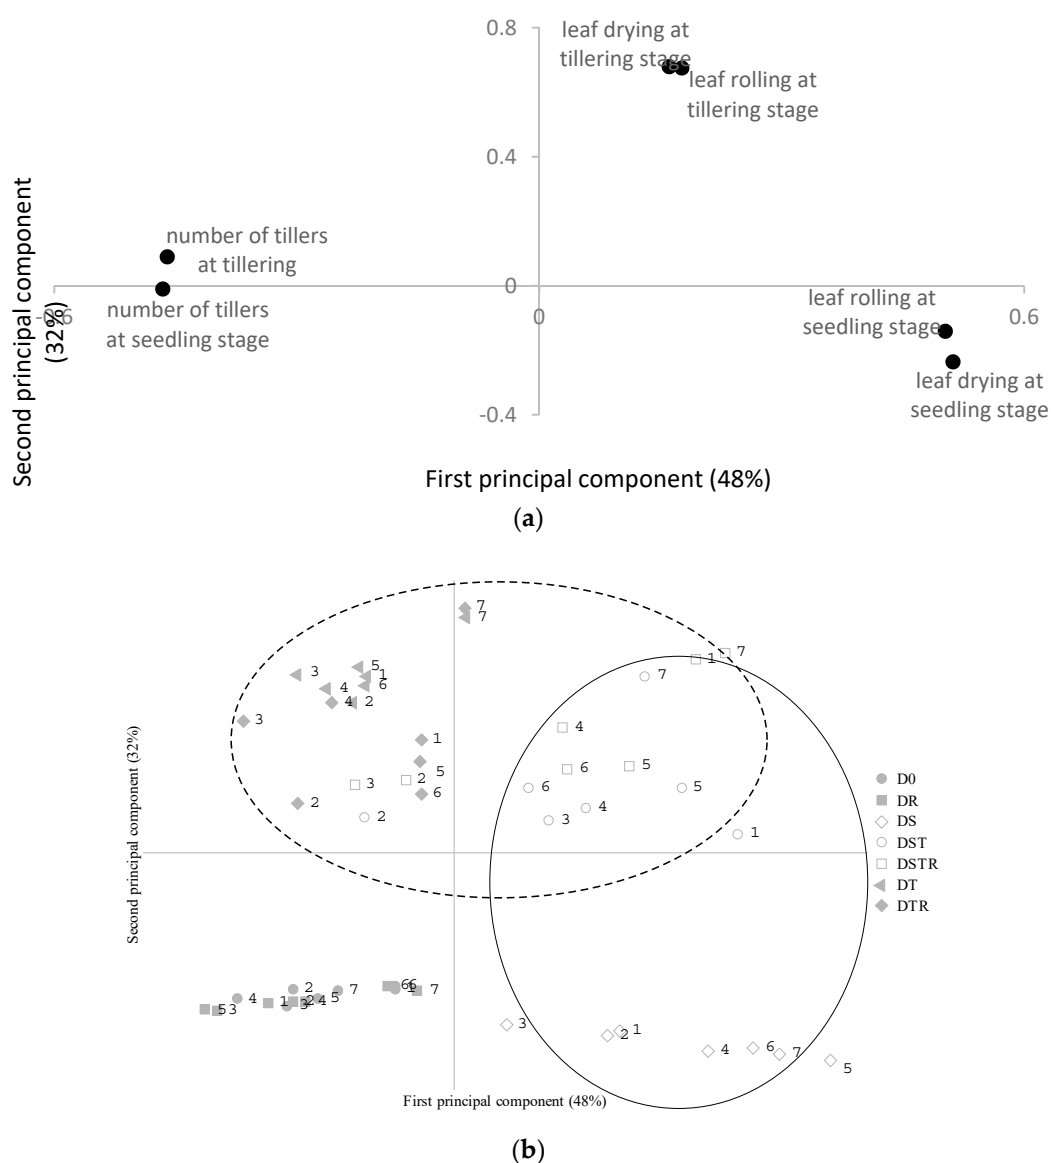 0.8
leaf drying at
tillering stage
leaf rolling at
tillering stage
0.4
Second principal component
(32%)
number of tillers
at tillering
0
leaf rolling at
seedling stage
number of tillers
at seedling stage
-0.6
0
0.6
leaf drying at
seedling stage
-0.4
First principal component (48%)
(a)
7
7
7
1
3
5
1
7
4
6
4
2
3
4
1
5
6
5
3
2
6
5
2
6
4
2
3
1
Second principal component (32%)
D0
DR
DS
DST
DSTR
DT
DTR
2
7
6
6
1
7
4
1
2
4
5
3
5
3
3
1
2
4
6
7
5
First principal component (48%)
(b)